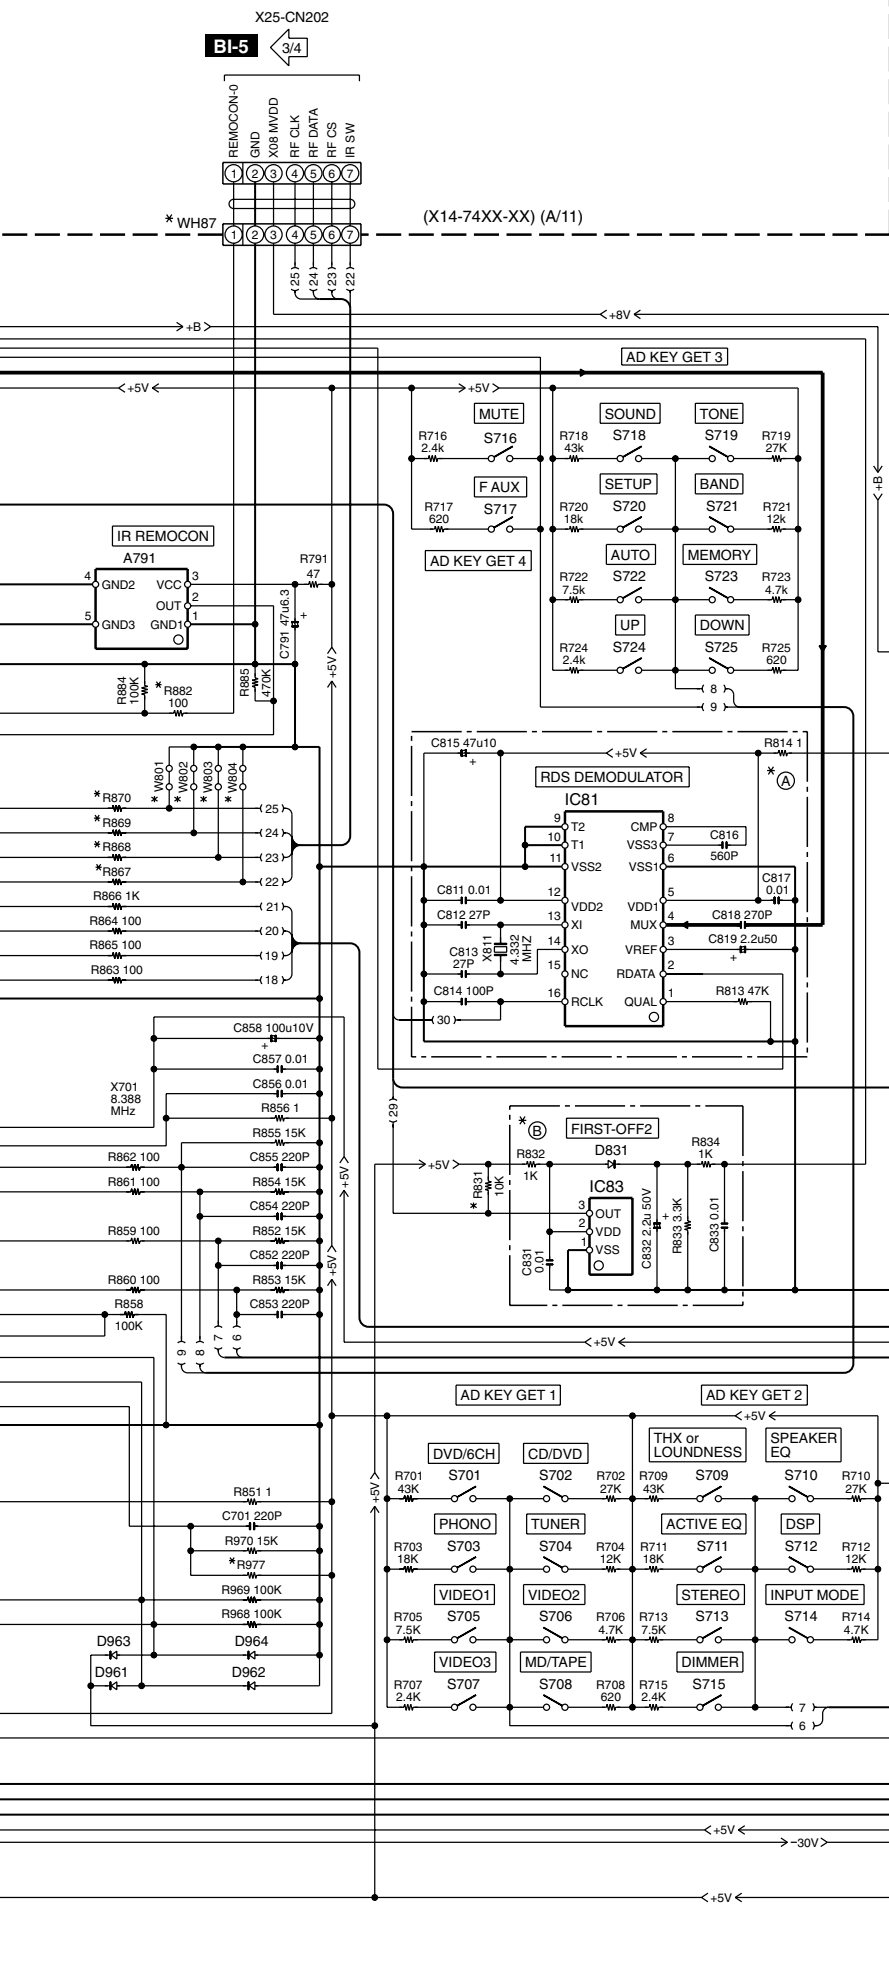 X25-CN202
BI-5 3/4
REMOCON-0
GND
X08 MVDD
RF CLK
RF DATA
RF CS
IR SW
1 2 3 4 5 6 7
* WH87
(X14-74XX-XX) (A/11)
1 2 3 4 5 6 7
25 24 23 22
+8V
+B
AD KEY GET 3
+5V +5V
MUTE SOUND TONE
R716 2.4k S716 R718 43k S718 S719 R719 27K
+B
F AUX SETUP BAND
R717 620 S717 R720 18k S720 S721 R721 12k
IR REMOCON
AD KEY GET 4
AUTO MEMORY
A791
R791 47
R722 7.5k S722 S723 R723 4.7k
4 GND2 VCC 3
OUT 2
5 GND3 GND1 1
C791 47u6.3 +
UP DOWN
R724 2.4k S724 S725 R725 620
+5V
R884 100K
* R882 100
R885 470K
8
9
C815 47u10 +
+5V
R814 1
* A
* W801
* W802
* W803
* W804
RDS DEMODULATOR
IC81
*R870 25
*R869 24
*R868 23
*R867 22
R866 1K 21
R864 100 20
R865 100 19
R863 100 18
9 T2 CMP 8
10 T1 VSS3 7
C816 560P
11 VSS2 VSS1 6
C811 0.01
12 VDD2 VDD1 5
C817 0.01
C812 27P
13 XI MUX 4
C818 270P
X811 4.332 MHZ
14 XO VREF 3
C819 2.2u50 +
C813 27P
15 NC RDATA 2
C814 100P
16 RCLK QUAL 1
R813 47K
30
C858 100u10V +
C857 0.01
X701 8.388 MHz
C856 0.01
R856 1
29
* B
FIRST-OFF2
R855 15K
R862 100
C855 220P
+5V
+5V
R832 1K
D831
R834 1K
R861 100
R854 15K
* R831 10K
IC83
C854 220P
3 OUT
2 VDD
1 VSS
R859 100
R852 15K
C852 220P
+5V
C831 0.01
C832 2.2u 50V +
R833 3.3K
C833 0.01
R860 100
R853 15K
R858 100K
C853 220P
9 8 7 6
+5V
AD KEY GET 1
AD KEY GET 2
+5V
DVD/6CH CD/DVD
THX or LOUNDNESS
SPEAKER EQ
R701 43K S701 S702 R702 27K R709 43K S709 S710 R710 27K
+5V
R851 1
C701 220P
PHONO TUNER ACTIVE EQ DSP
R970 15K
R703 18K S703 S704 R704 12K R711 18K S711 S712 R712 12K
*R977
R969 100K
VIDEO1 VIDEO2 STEREO INPUT MODE
R968 100K
R705 7.5K S705 S706 R706 4.7K R713 7.5K S713 S714 R714 4.7K
D963 D964
VIDEO3 MD/TAPE DIMMER
D961 D962
R707 2.4K S707 S708 R708 620 R715 2.4K S715
7
6
+5V
-30V
+5V